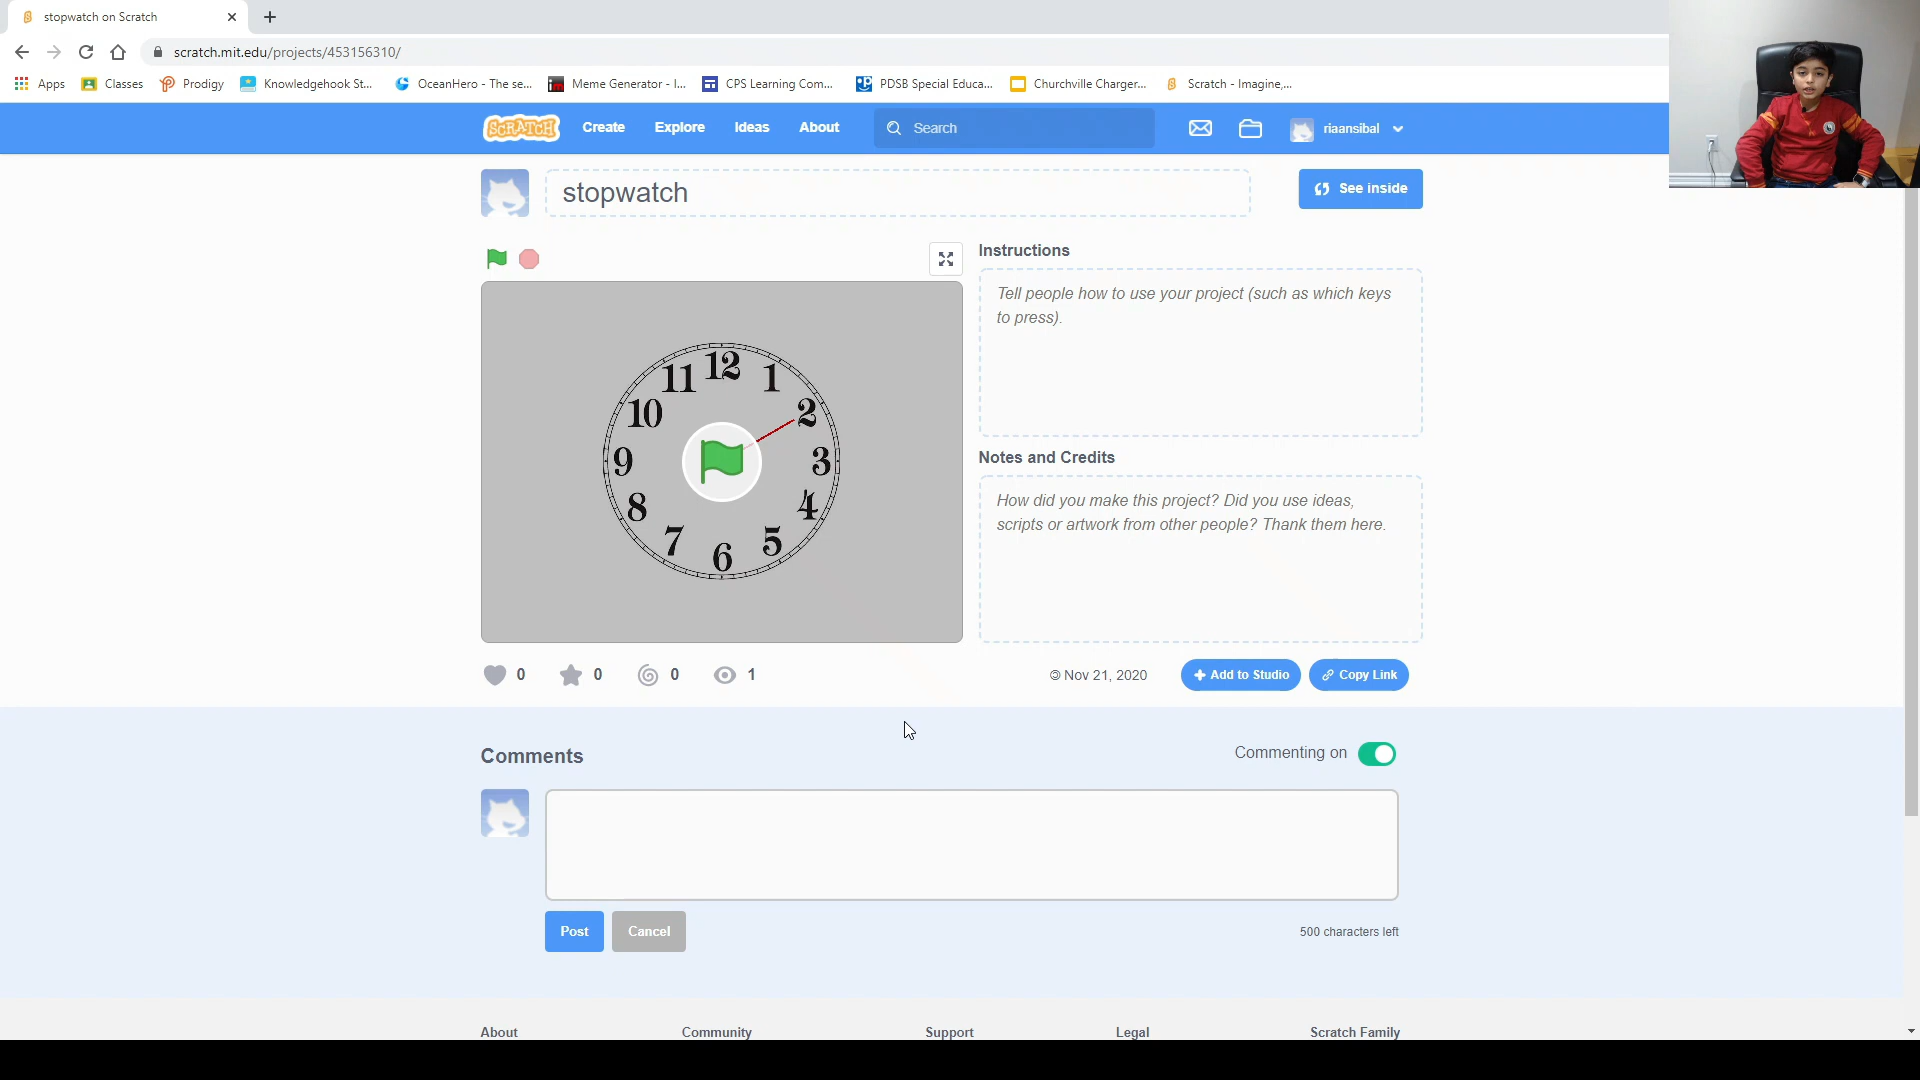 stopwatch on Scratch
scratch.mit.edu/projects/453156310/
Apps Classes Prodigy Knowledgehook St... OceanHero - The se... Meme Generator - I... CPS Learning Com... PDSB Special Educa... Churchville Charger... Scratch - Imagine,...
SCRATCH Create Explore Ideas About Search riaansibal
stopwatch
See inside
Instructions
Tell people how to use your project (such as which keys
to press).
12
11 1
10 2
9 3
8 4
7 5
6
Notes and Credits
How did you make this project? Did you use ideas,
scripts or artwork from other people? Thank them here.
0 0 0 1
© Nov 21, 2020 Add to Studio Copy Link
Comments
Commenting on
Post Cancel
500 characters left
About Community Support Legal Scratch Family